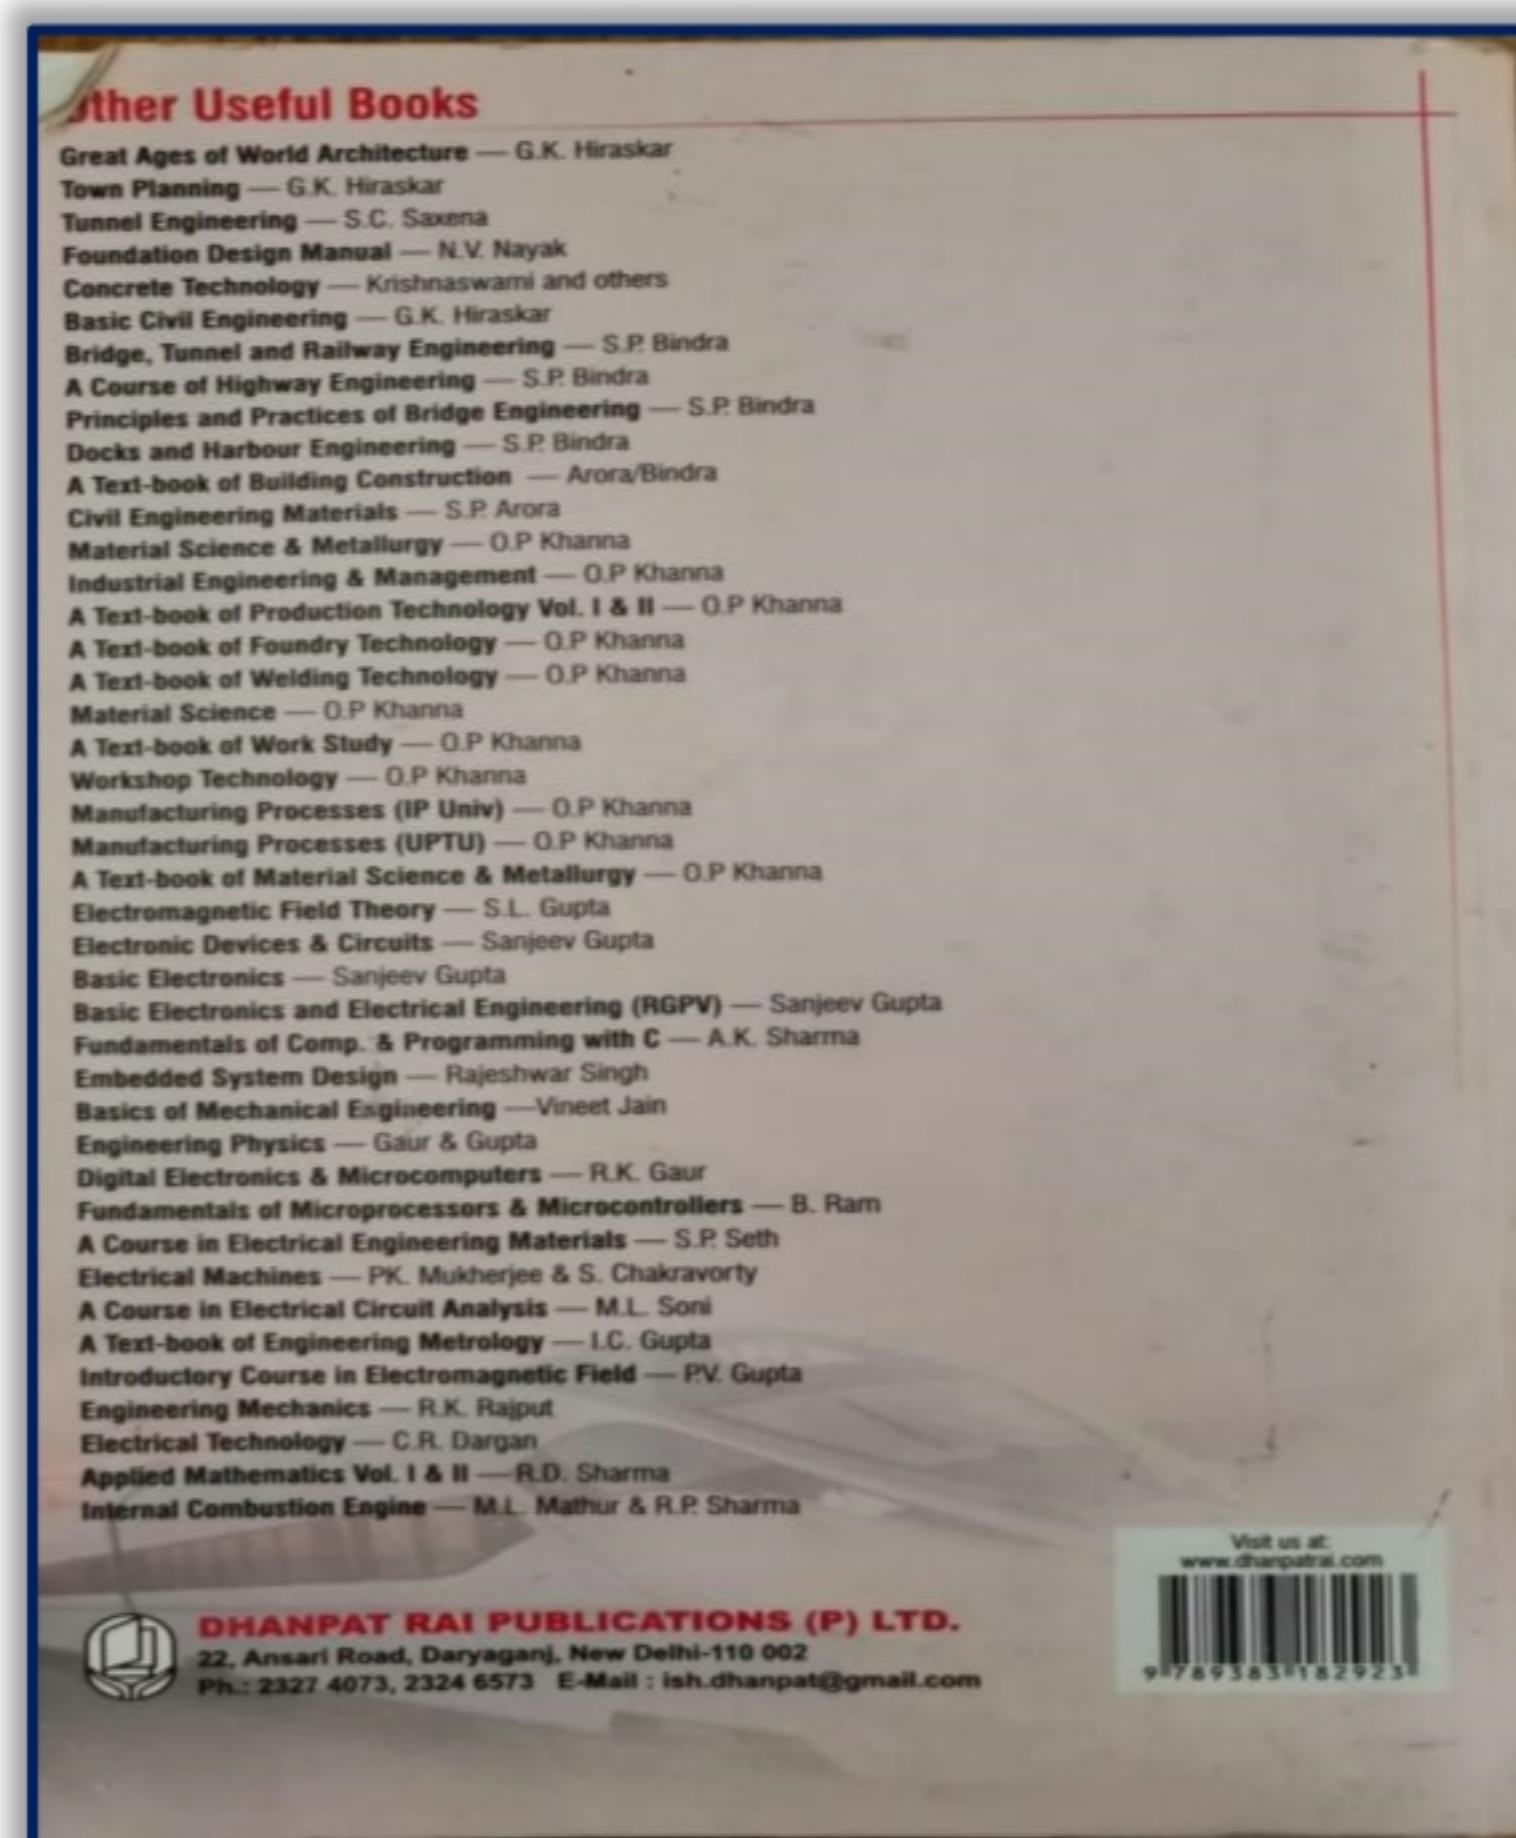 Other Useful Books
Great Ages of World Architecture — G.K. Hiraskar
Town Planning — G.K. Hiraskar
Tunnel Engineering — S.C. Saxena
Foundation Design Manual — N.V. Nayak
Concrete Technology — Krishnaswami and others
Basic Civil Engineering — G.K. Hiraskar
Bridge, Tunnel and Railway Engineering — S.P. Bindra
A Course of Highway Engineering — S.P. Bindra
Principles and Practices of Bridge Engineering — S.P. Bindra
Docks and Harbour Engineering — S.P. Bindra
A Text-book of Building Construction — Arora/Bindra
Civil Engineering Materials — S.P. Arora
Material Science & Metallurgy — O.P Khanna
Industrial Engineering & Management — O.P Khanna
A Text-book of Production Technology Vol. I & II — O.P Khanna
A Text-book of Foundry Technology — O.P Khanna
A Text-book of Welding Technology — O.P Khanna
Material Science — O.P Khanna
A Text-book of Work Study — O.P Khanna
Workshop Technology — O.P Khanna
Manufacturing Processes (IP Univ) — O.P Khanna
Manufacturing Processes (UPTU) — O.P Khanna
A Text-book of Material Science & Metallurgy — O.P Khanna
Electromagnetic Field Theory — S.L. Gupta
Electronic Devices & Circuits — Sanjeev Gupta
Basic Electronics — Sanjeev Gupta
Basic Electronics and Electrical Engineering (RGPV) — Sanjeev Gupta
Fundamentals of Comp. & Programming with C — A.K. Sharma
Embedded System Design — Rajeshwar Singh
Basics of Mechanical Engineering —Vineet Jain
Engineering Physics — Gaur & Gupta
Digital Electronics & Microcomputers — R.K. Gaur
Fundamentals of Microprocessors & Microcontrollers — B. Ram
A Course in Electrical Engineering Materials — S.P. Seth
Electrical Machines — P.K. Mukherjee & S. Chakravorty
A Course in Electrical Circuit Analysis — M.L. Soni
A Text-book of Engineering Metrology — I.C. Gupta
Introductory Course in Electromagnetic Field — P.V. Gupta
Engineering Mechanics — R.K. Rajput
Electrical Technology — C.R. Dargan
Applied Mathematics Vol. I & II — R.D. Sharma
Internal Combustion Engine — M.L. Mathur & R.P. Sharma
Visit us at:
www.dhanpatrai.com
9 789383 182923
DHANPAT RAI PUBLICATIONS (P) LTD.
22, Ansari Road, Daryaganj, New Delhi-110 002
Ph.: 2327 4073, 2324 6573 E-Mail : ish.dhanpat@gmail.com